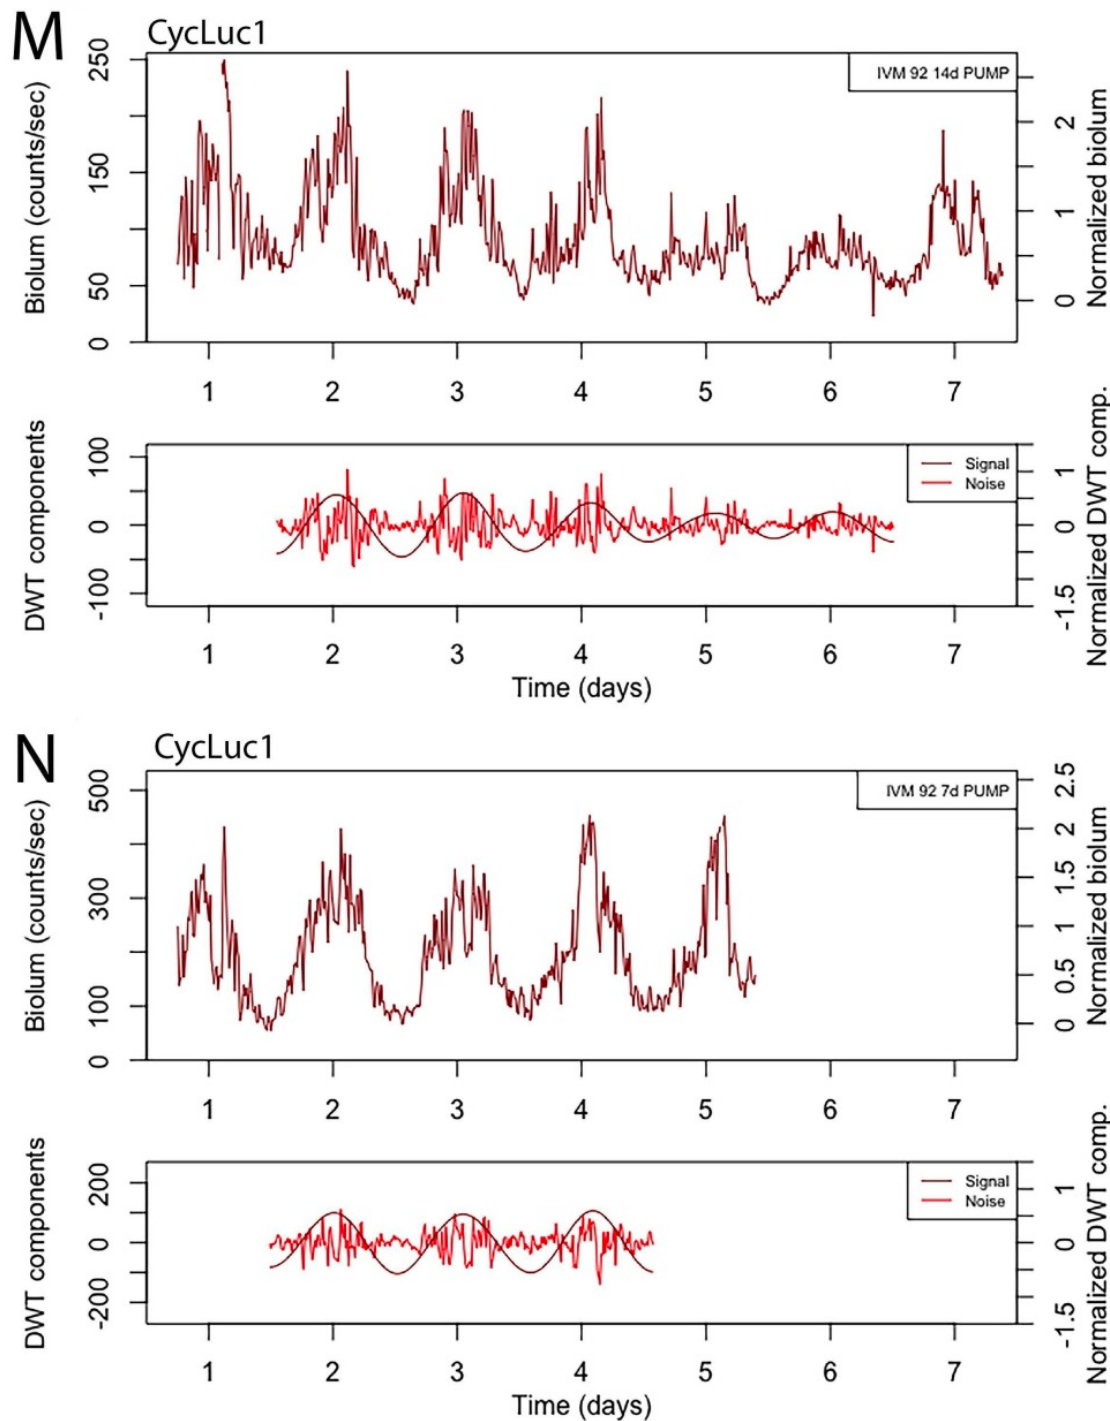 M
CycLuc1
IVM 92 14d PUMP
Biolum (counts/sec)
250
150
50
0
Normalized biolum
2
1
0
1 2 3 4 5 6 7
DWT components
100
0
-100
Signal
Noise
Normalized DWT comp.
1
0
-1.5
1 2 3 4 5 6 7
Time (days)
N
CycLuc1
IVM 92 7d PUMP
Biolum (counts/sec)
500
300
100
0
Normalized biolum
2.5
2
1.5
1
0.5
0
1 2 3 4 5 6 7
DWT components
200
0
-200
Signal
Noise
Normalized DWT comp.
1
0
-1.5
1 2 3 4 5 6 7
Time (days)